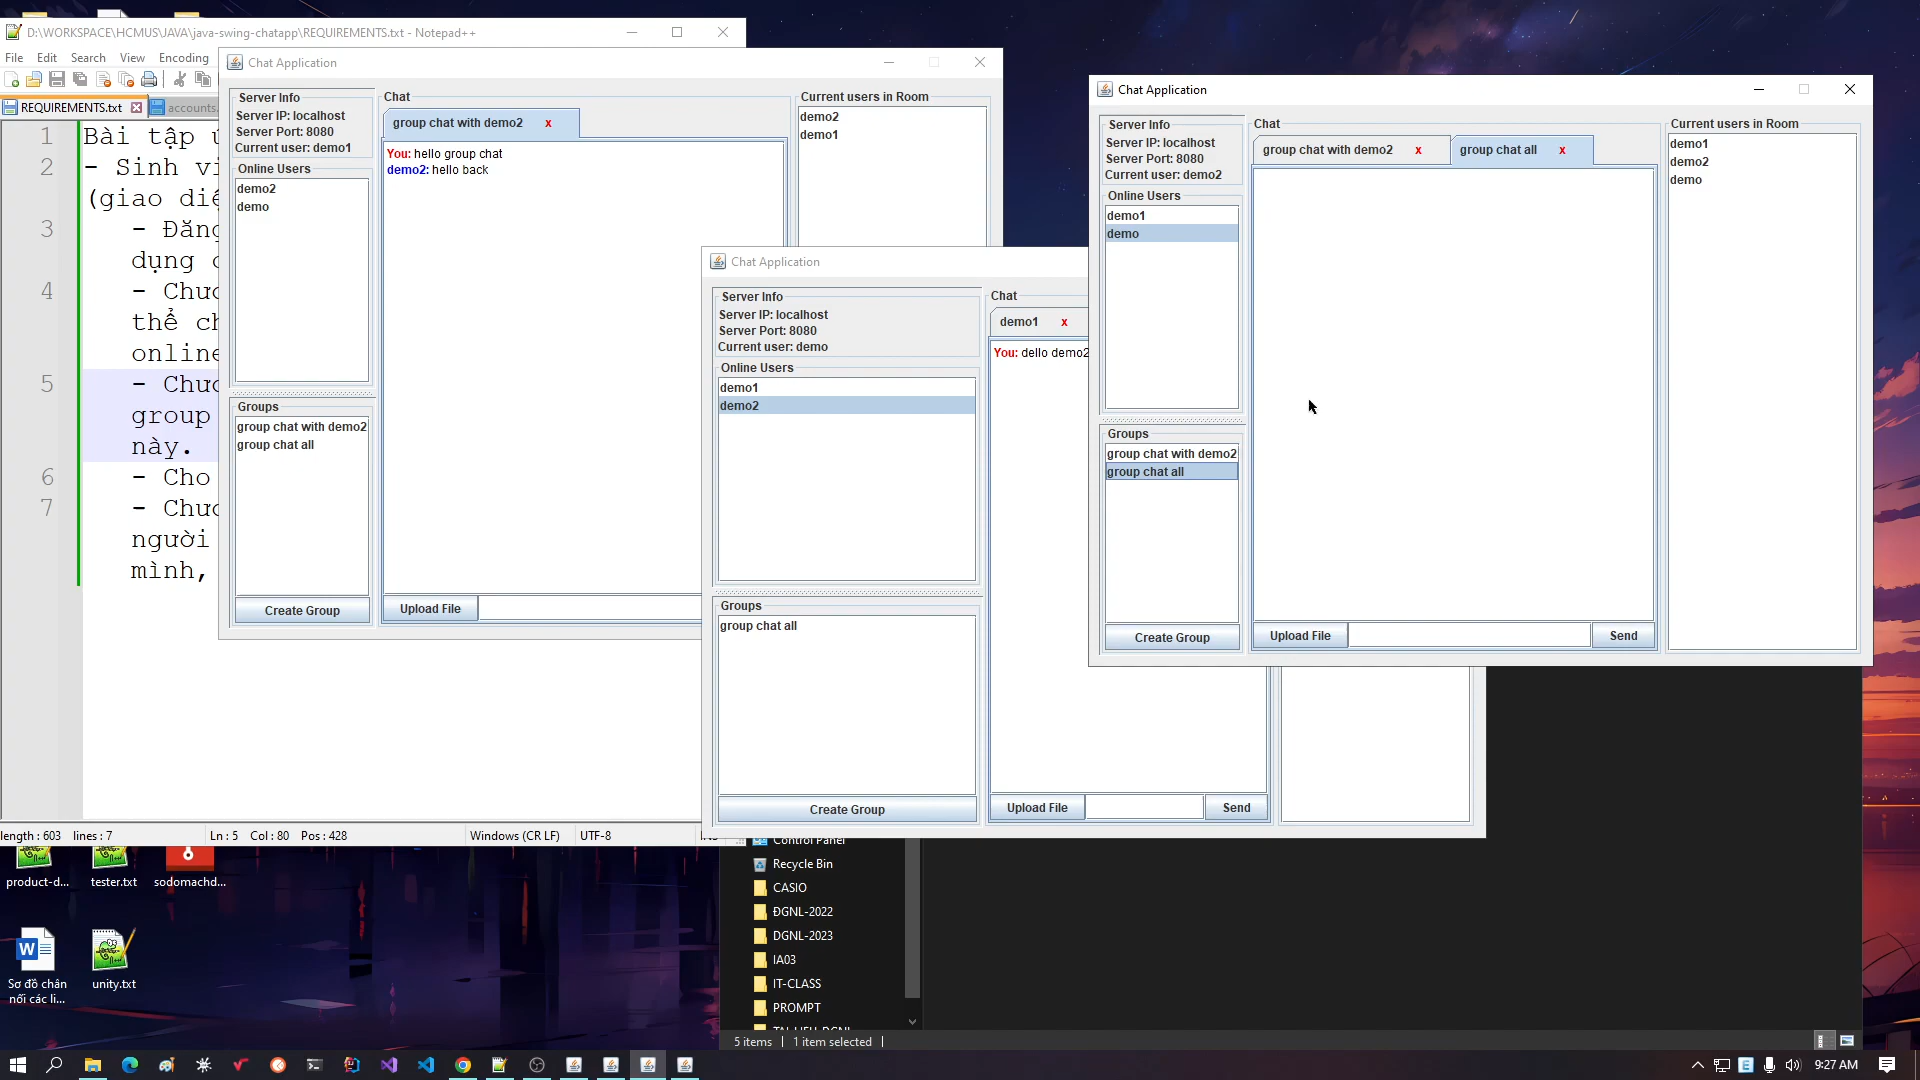 D:\WORKSPACE\HCMUS\JAVA\java-swing-chatapp\REQUIREMENTS.txt - Notepad++
File Edit Search View Encoding
REQUIREMENTS.txt
accounts
1 Bài tập
2 - Sinh
(giao
3 -
dụng
4 -
thể
online
5 -
group
này.
6 - Cho
7 -
người
mình,
length : 603 lines : 7
Ln : 5 Col : 80 Pos : 428
Windows (CR LF)
UTF-8
Chat Application
Server Info
Server IP: localhost
Server Port: 8080
Current user: demo1
Online Users
demo2
demo
Groups
group chat with demo2
group chat all
Create Group
Chat
group chat with demo2 x
You: hello group chat
demo2: hello back
Upload File
Current users in Room
demo2
demo1
Chat Application
Server Info
Server IP: localhost
Server Port: 8080
Current user: demo
Online Users
demo1
demo2
Groups
group chat all
Create Group
Chat
demo1 x
You: dello demo2
Upload File
Send
Chat Application
Server Info
Server IP: localhost
Server Port: 8080
Current user: demo2
Online Users
demo1
demo
Groups
group chat with demo2
group chat all
Create Group
Chat
group chat with demo2 x
group chat all x
Upload File
Send
Current users in Room
demo1
demo2
demo
Control Panel
Recycle Bin
CASIO
ĐGNL-2022
DGNL-2023
IA03
IT-CLASS
PROMPT
5 items
1 item selected
product-d...
tester.txt
sodomachd...
Sơ đồ chân
nối các li...
unity.txt
9:27 AM